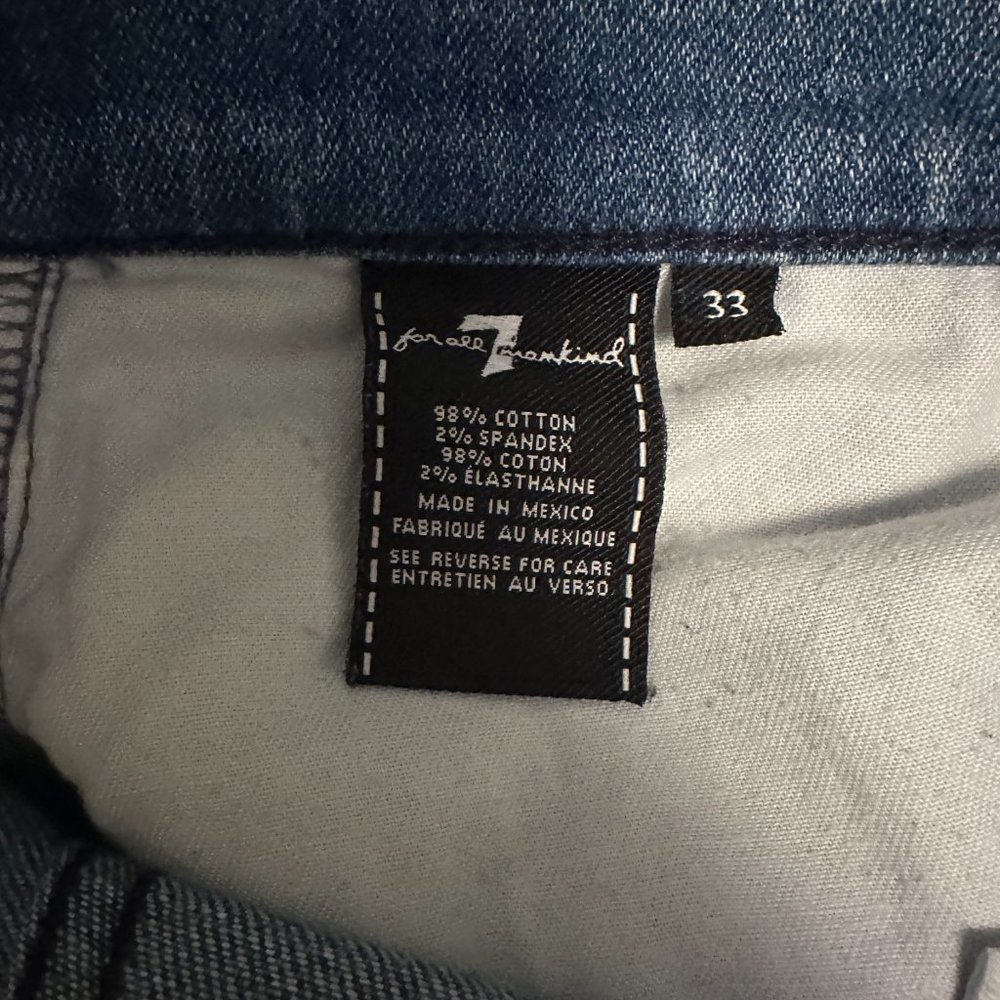 for all 7 mankind
33
98% COTTON
2% SPANDEX
98% COTON
2% ÉLASTHANNE
MADE IN MEXICO
FABRIQUÉ AU MEXIQUE
SEE REVERSE FOR CARE
ENTRETIEN AU VERSO